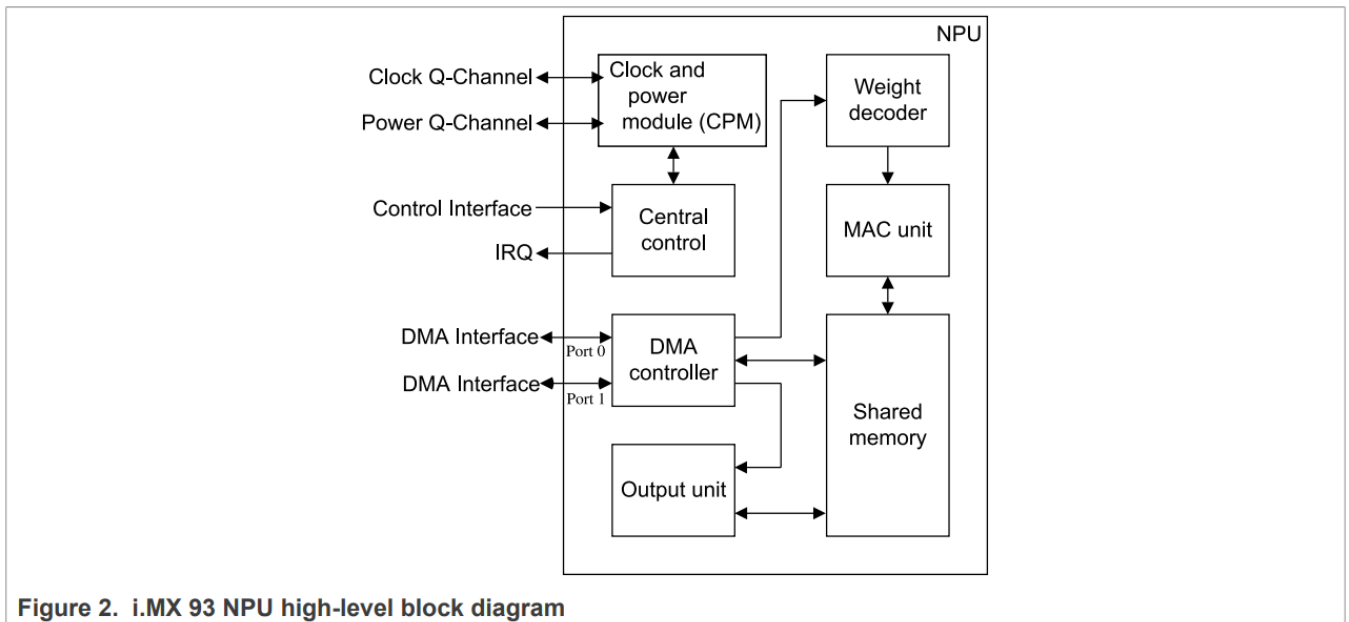 NPU
Clock Q-Channel
Power Q-Channel
Clock and
power
module (CPM)
Weight
decoder
Control Interface
IRQ
Central
control
MAC unit
DMA Interface
Port 0
DMA Interface
Port 1
DMA
controller
Shared
memory
Output unit
Figure 2. i.MX 93 NPU high-level block diagram